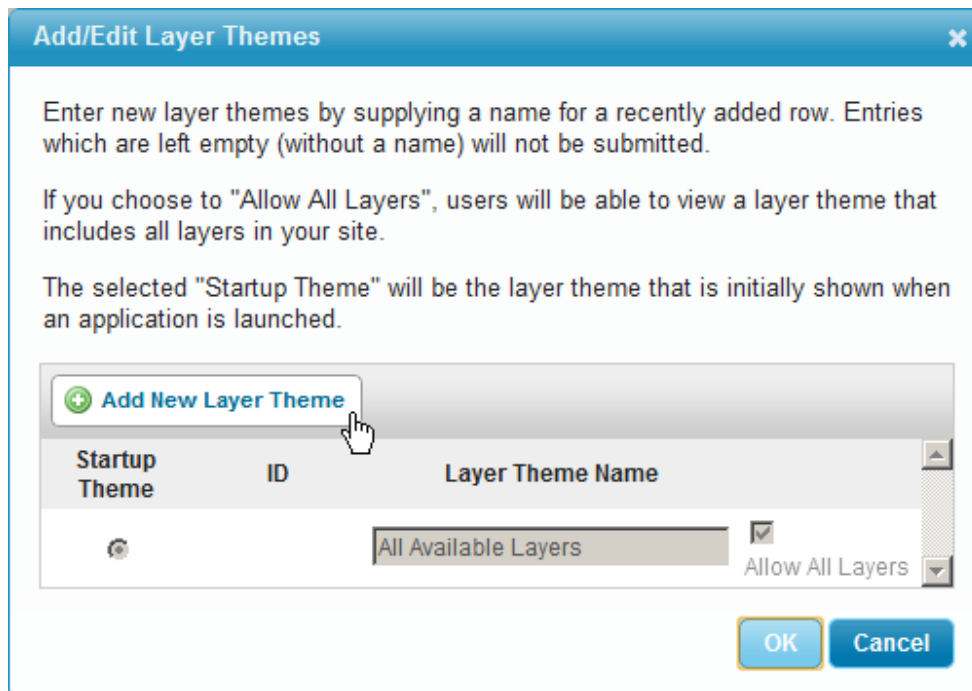 Add/Edit Layer Themes
Enter new layer themes by supplying a name for a recently added row. Entries
which are left empty (without a name) will not be submitted.
If you choose to "Allow All Layers", users will be able to view a layer theme that
includes all layers in your site.
The selected "Startup Theme" will be the layer theme that is initially shown when
an application is launched.
Add New Layer Theme
Startup
Theme
ID
Layer Theme Name
All Available Layers
Allow All Layers
OK
Cancel